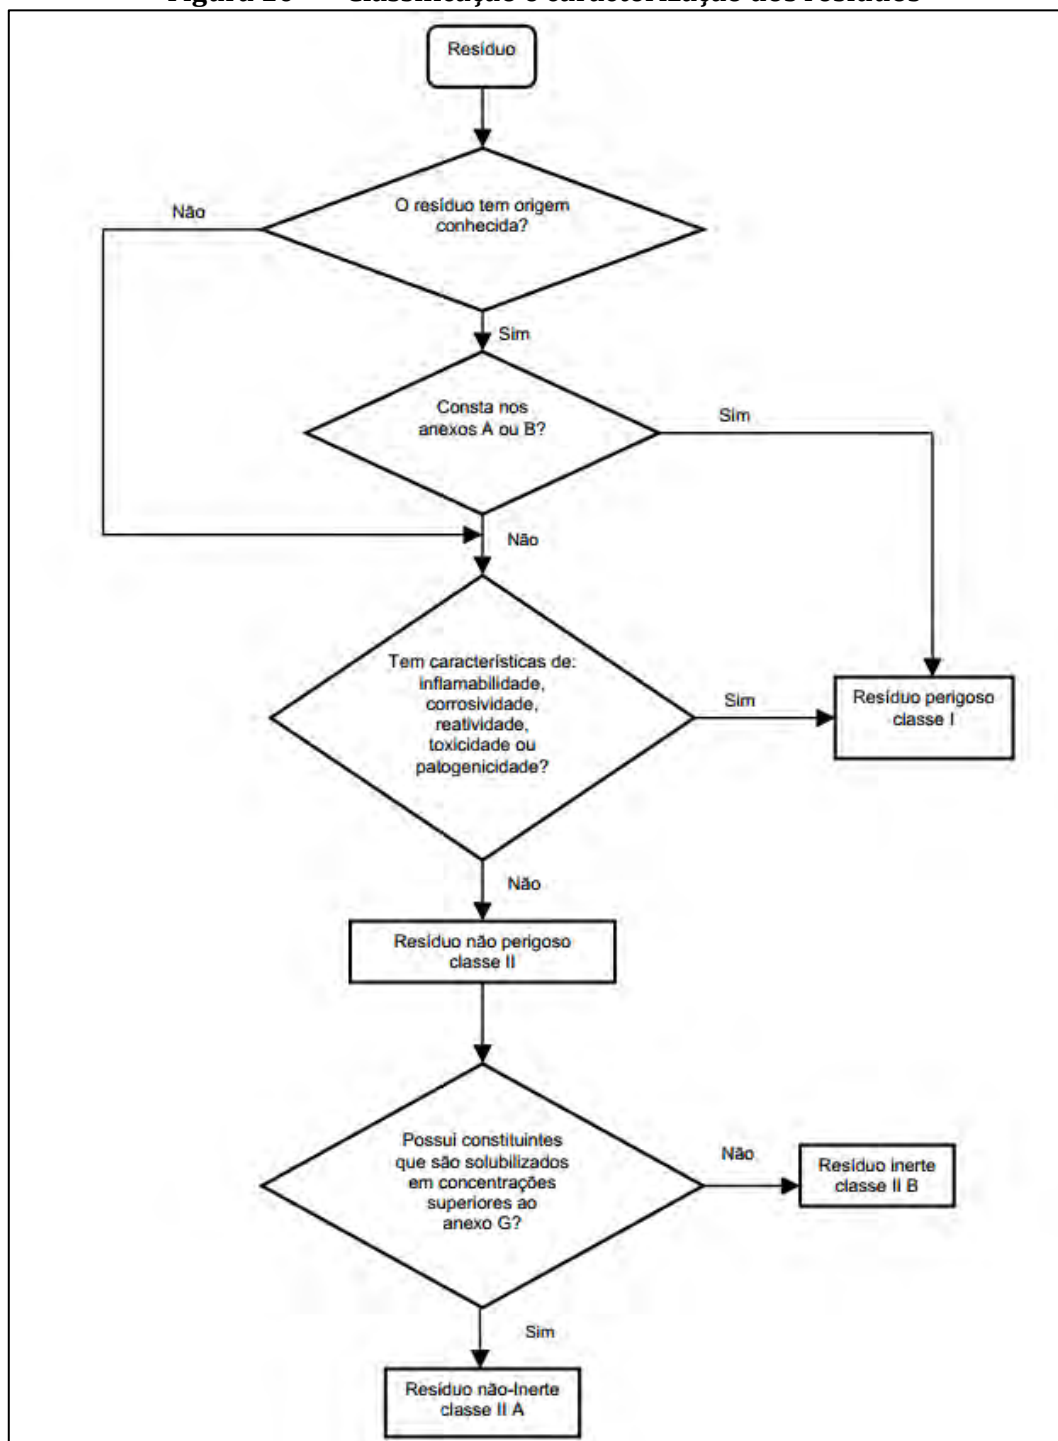 Resíduo
O resíduo tem origem
conhecida?
Não
Sim
Consta nos
anexos A ou B?
Sim
Não
Tem características de:
inflamabilidade,
corrosividade,
reatividade,
toxicidade ou
patogenicidade?
Sim
Resíduo perigoso
classe I
Não
Resíduo não perigoso
classe II
Possui constituintes
que são solubilizados
em concentrações
superiores ao
anexo G?
Não
Resíduo inerte
classe II B
Sim
Resíduo não-Inerte
classe II A